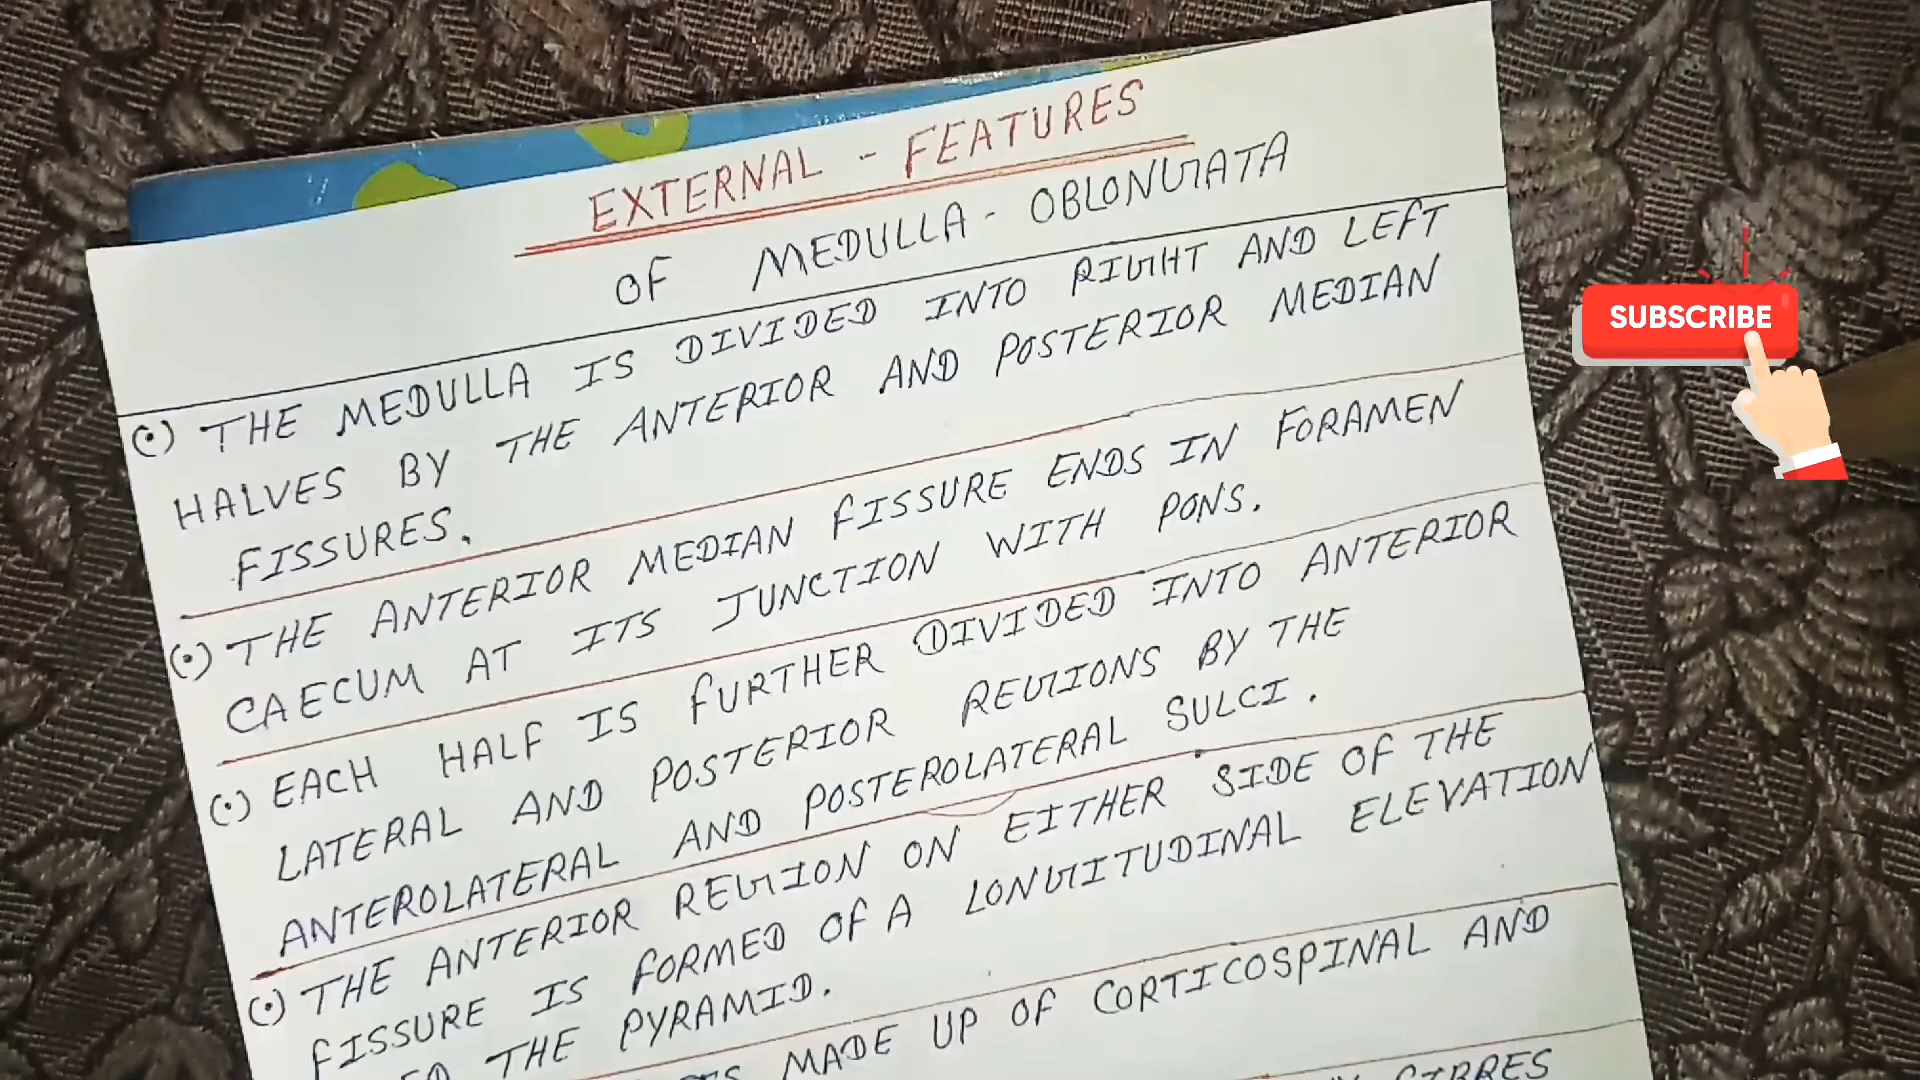 EXTERNAL - FEATURES
OF MEDULLA - OBLONGATA
(•) THE MEDULLA IS DIVIDED INTO RIGHT AND LEFT
HALVES BY THE ANTERIOR AND POSTERIOR MEDIAN
FISSURES.
(•) THE ANTERIOR MEDIAN FISSURE ENDS IN FORAMEN
CAECUM AT ITS JUNCTION WITH PONS.
(•) EACH HALF IS FURTHER DIVIDED INTO ANTERIOR
LATERAL AND POSTERIOR REGIONS BY THE
ANTEROLATERAL AND POSTEROLATERAL SULCI.
(•) THE ANTERIOR REGION ON EITHER SIDE OF THE
FISSURE IS FORMED OF A LONGITUDINAL ELEVATION
THE PYRAMID.
MADE UP OF CORTICOSPINAL AND
FIBRES
SUBSCRIBE